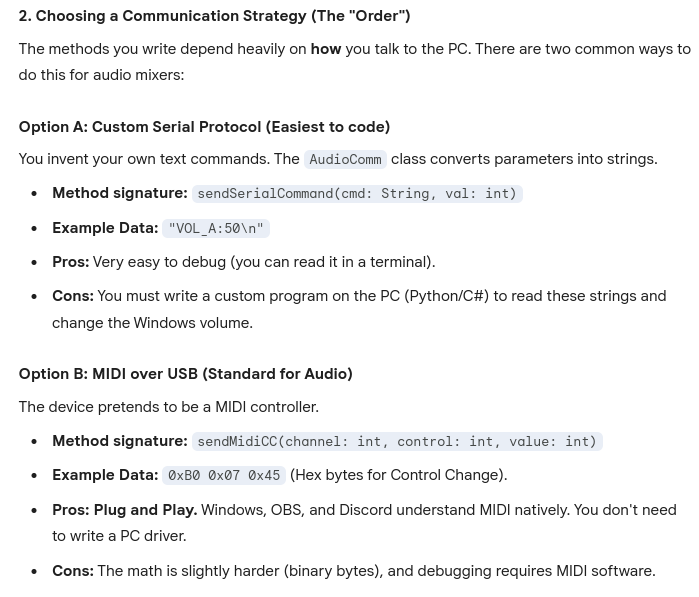 2. Choosing a Communication Strategy (The "Order")
The methods you write depend heavily on how you talk to the PC. There are two common ways to
do this for audio mixers:
Option A: Custom Serial Protocol (Easiest to code)
You invent your own text commands. The AudioComm class converts parameters into strings.
• Method signature: sendSerialCommand(cmd: String, val: int)
• Example Data: "VOL_A:50\n"
• Pros: Very easy to debug (you can read it in a terminal).
• Cons: You must write a custom program on the PC (Python/C#) to read these strings and
change the Windows volume.
Option B: MIDI over USB (Standard for Audio)
The device pretends to be a MIDI controller.
• Method signature: sendMidiCC(channel: int, control: int, value: int)
• Example Data: 0xB0 0x07 0x45 (Hex bytes for Control Change).
• Pros: Plug and Play. Windows, OBS, and Discord understand MIDI natively. You don't need
to write a PC driver.
• Cons: The math is slightly harder (binary bytes), and debugging requires MIDI software.